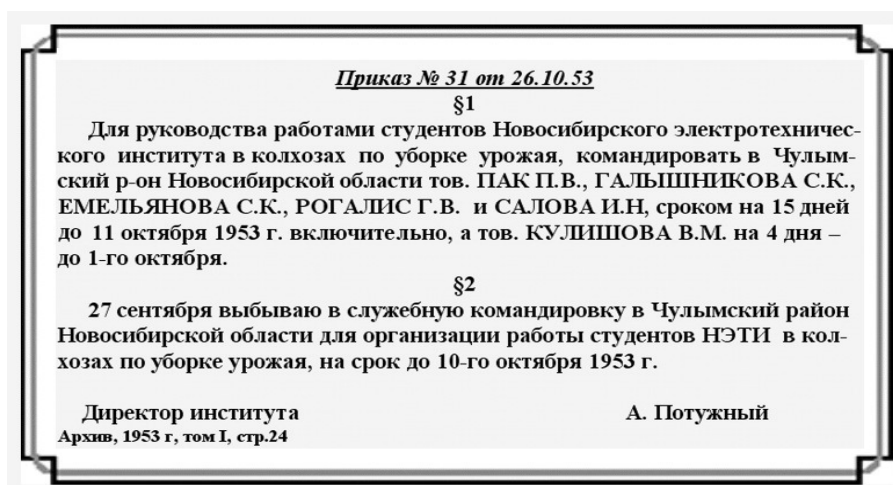 Приказ № 31 от 26.10.53
§1
Для руководства работами студентов Новосибирского электротехничес-
кого института в колхозах по уборке урожая, командировать в Чулым-
ский р-он Новосибирской области тов. ПАК П.В., ГАЛЬШНИКОВА С.К.,
ЕМЕЛЬЯНОВА С.К., РОГАЛИС Г.В. и САЛОВА И.Н, сроком на 15 дней
до 11 октября 1953 г. включительно, а тов. КУЛИШОВА В.М. на 4 дня –
до 1-го октября.
§2
27 сентября выбываю в служебную командировку в Чулымский район
Новосибирской области для организации работы студентов НЭТИ в кол-
хозах по уборке урожая, на срок до 10-го октября 1953 г.
Директор института А. Потужный
Архив, 1953 г, том I, стр.24